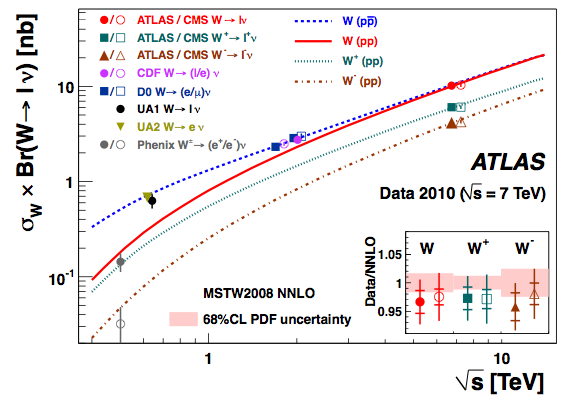 σ_W × Br(W→ l ν) [nb]
10
1
10⁻¹
ATLAS / CMS W→ lν
ATLAS / CMS W⁺→ l⁺ν
ATLAS / CMS W⁻→ l⁻ν
CDF W→ (l/e) ν
D0 W→ (e/μ)ν
UA1 W→ l ν
UA2 W→ e ν
Phenix W^±→ (e⁺/e⁻)ν
W (pp̅)
W (pp)
W⁺ (pp)
W⁻ (pp)
ATLAS
Data 2010 (√s = 7 TeV)
MSTW2008 NNLO
68%CL PDF uncertainty
Data/NNLO
1.05
1
0.95
W W⁺ W⁻
1 10
√s [TeV]